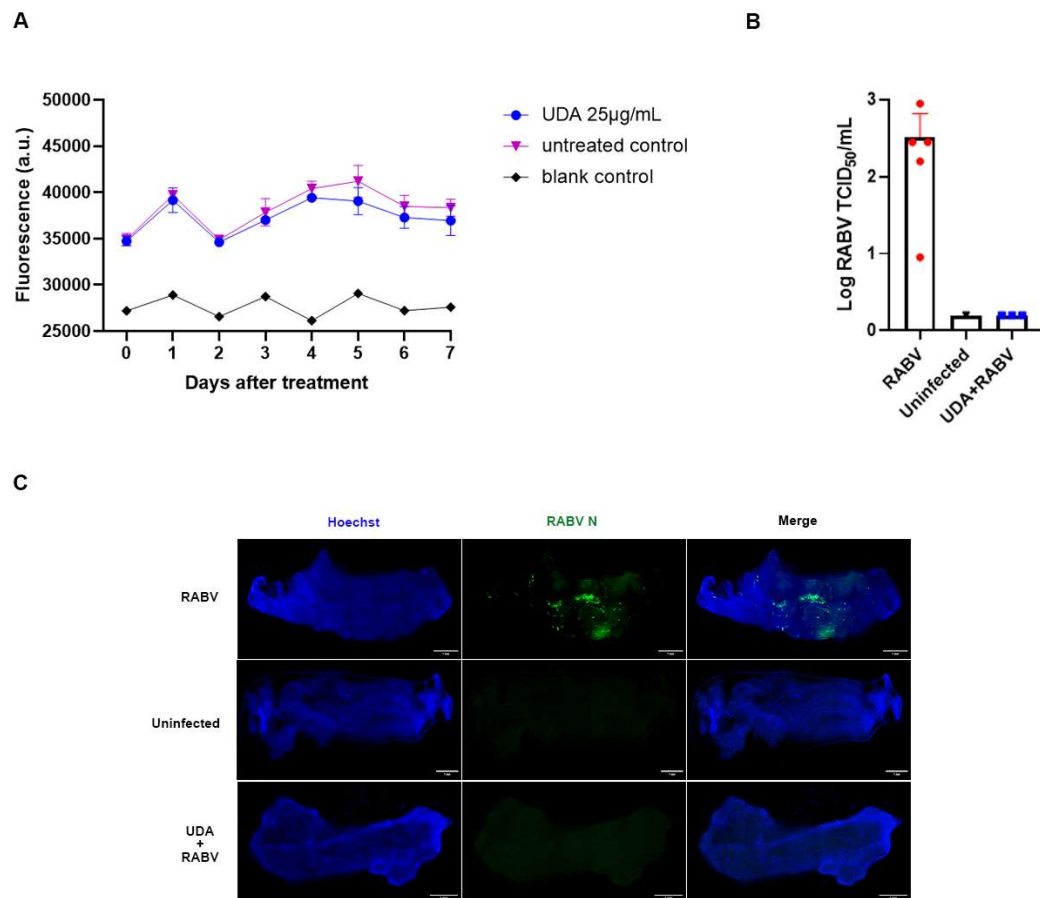 A
B
50000
45000
40000
35000
30000
25000
Fluorescence (a.u.)
0 1 2 3 4 5 6 7
Days after treatment
UDA 25µg/mL
untreated control
blank control
3
2
1
0
Log RABV TCID50/mL
RABV
Uninfected
UDA+RABV
C
Hoechst RABV N Merge
RABV
Uninfected
UDA
+
RABV